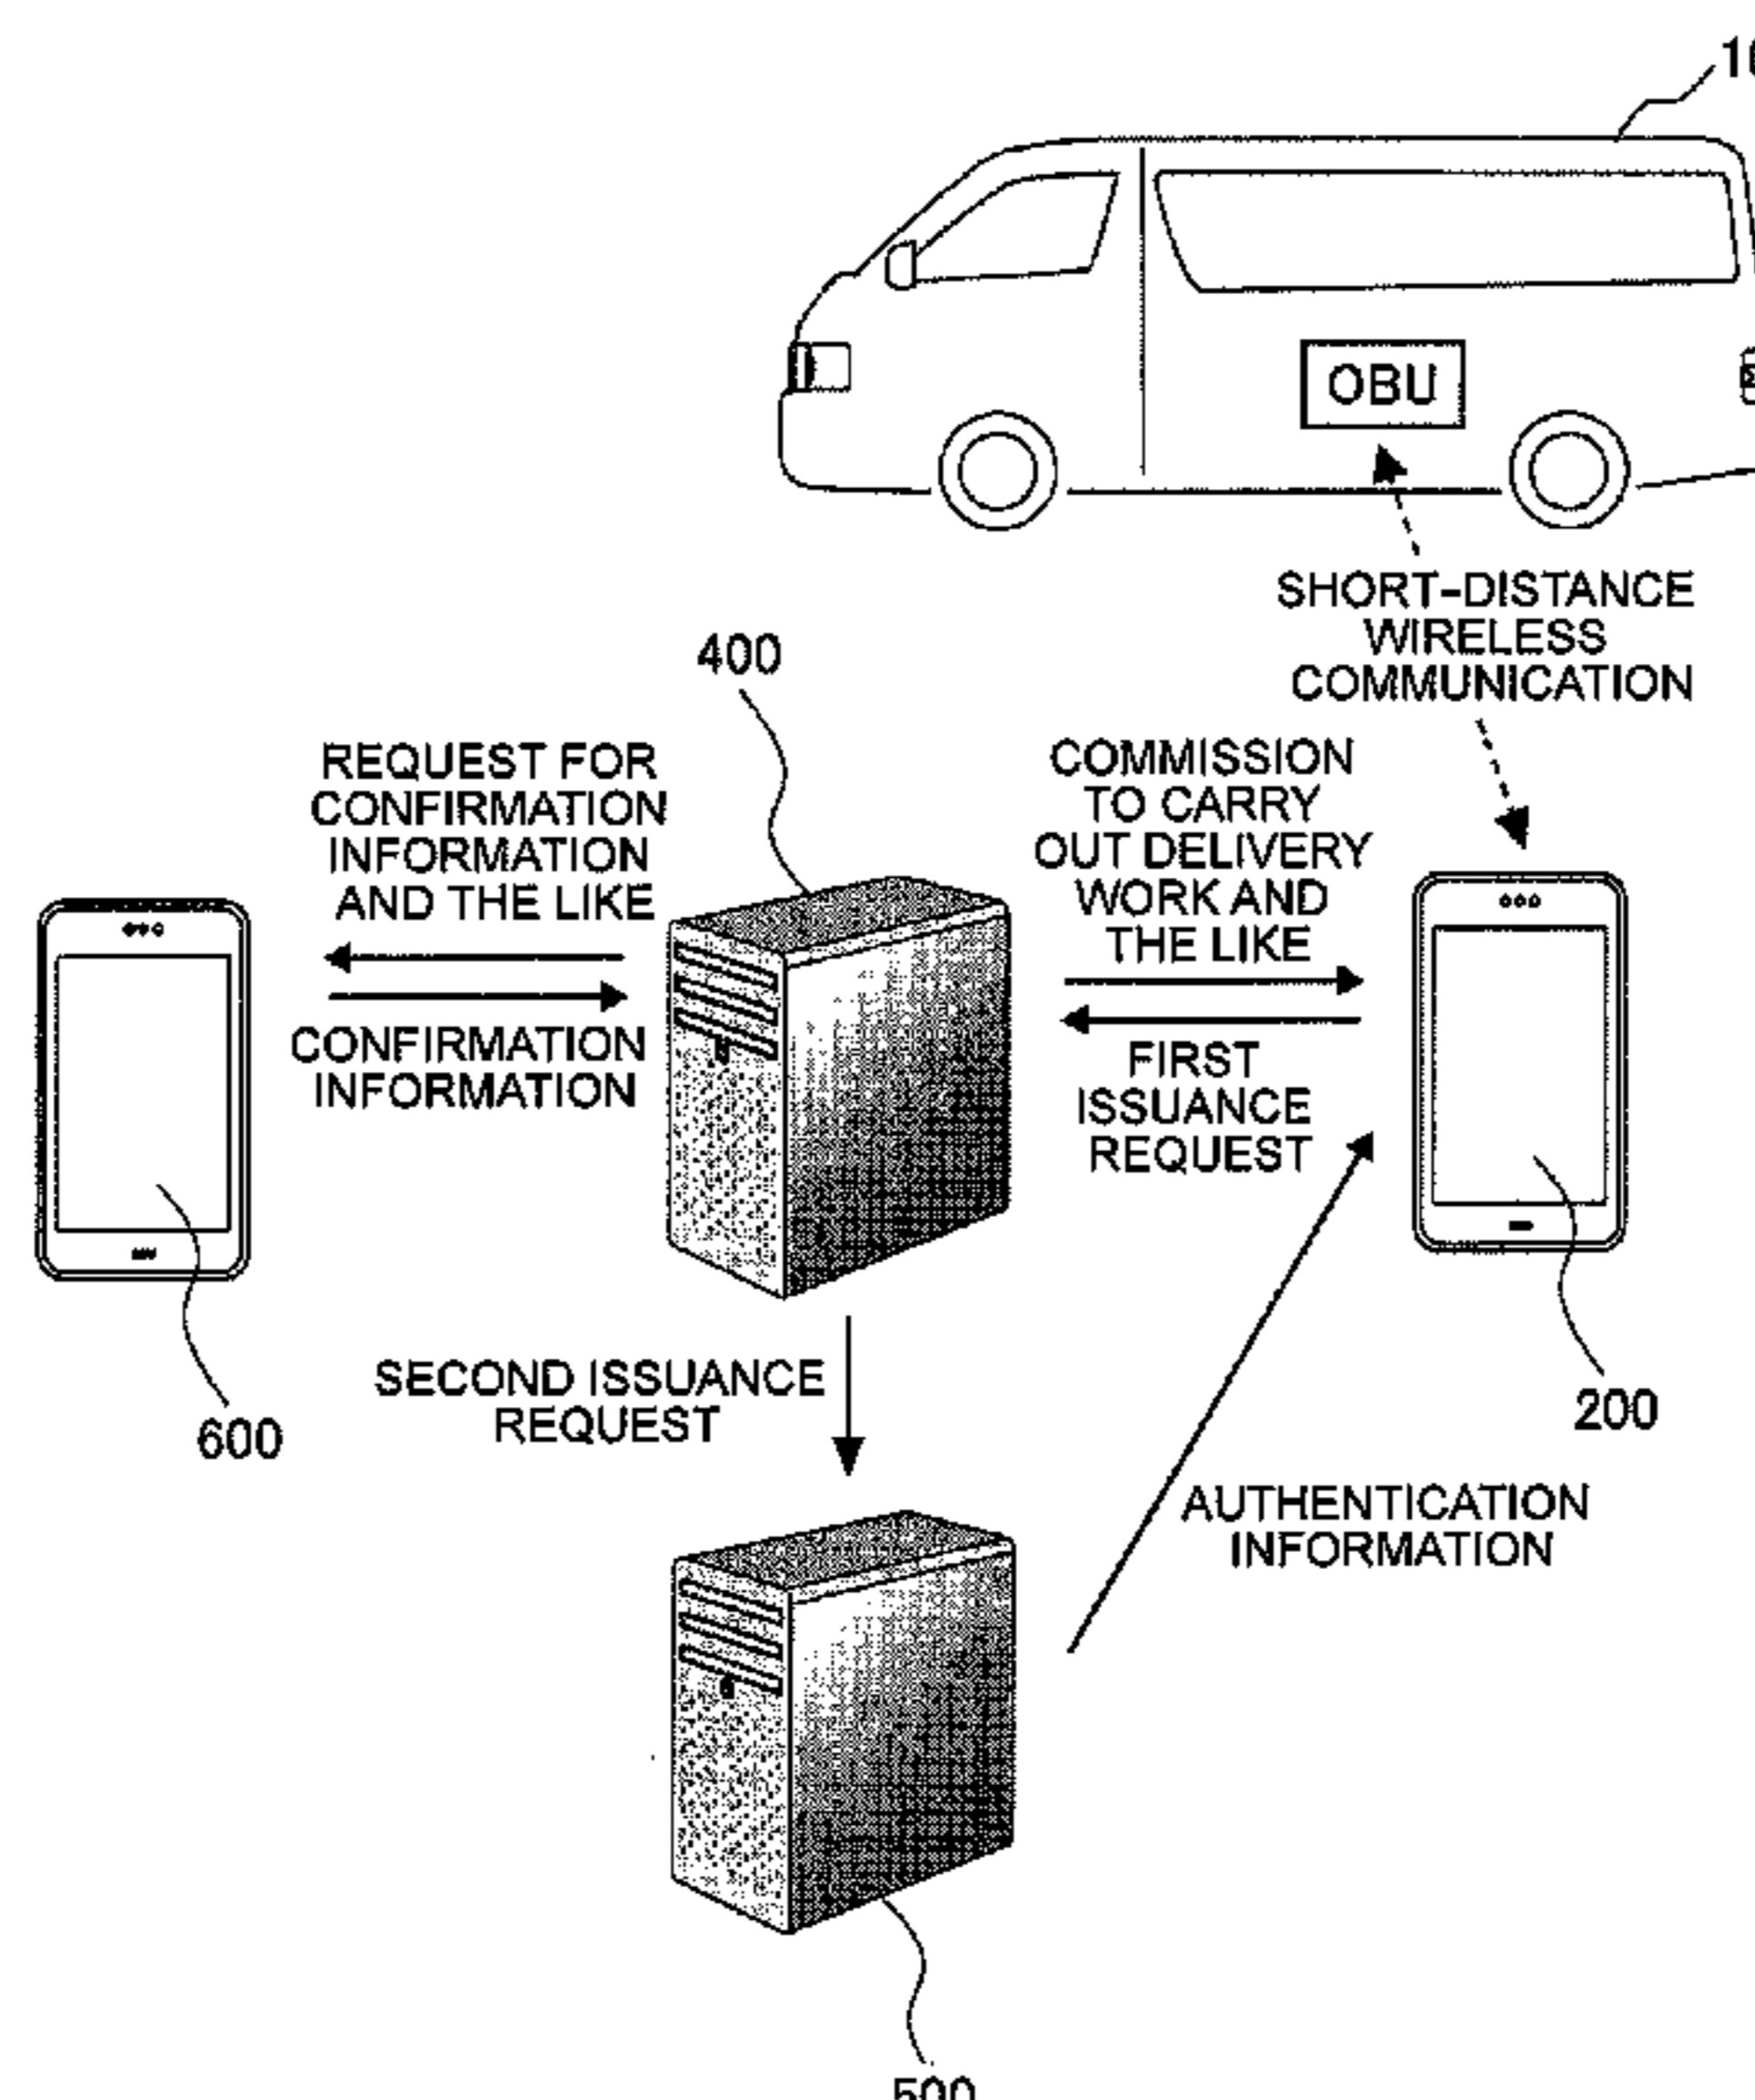 OBU
SHORT-DISTANCE
WIRELESS
COMMUNICATION
400
REQUEST FOR
CONFIRMATION
INFORMATION
AND THE LIKE
COMMISSION
TO CARRY
OUT DELIVERY
WORK AND
THE LIKE
CONFIRMATION
INFORMATION
FIRST
ISSUANCE
REQUEST
SECOND ISSUANCE
REQUEST
600
200
AUTHENTICATION
INFORMATION
500